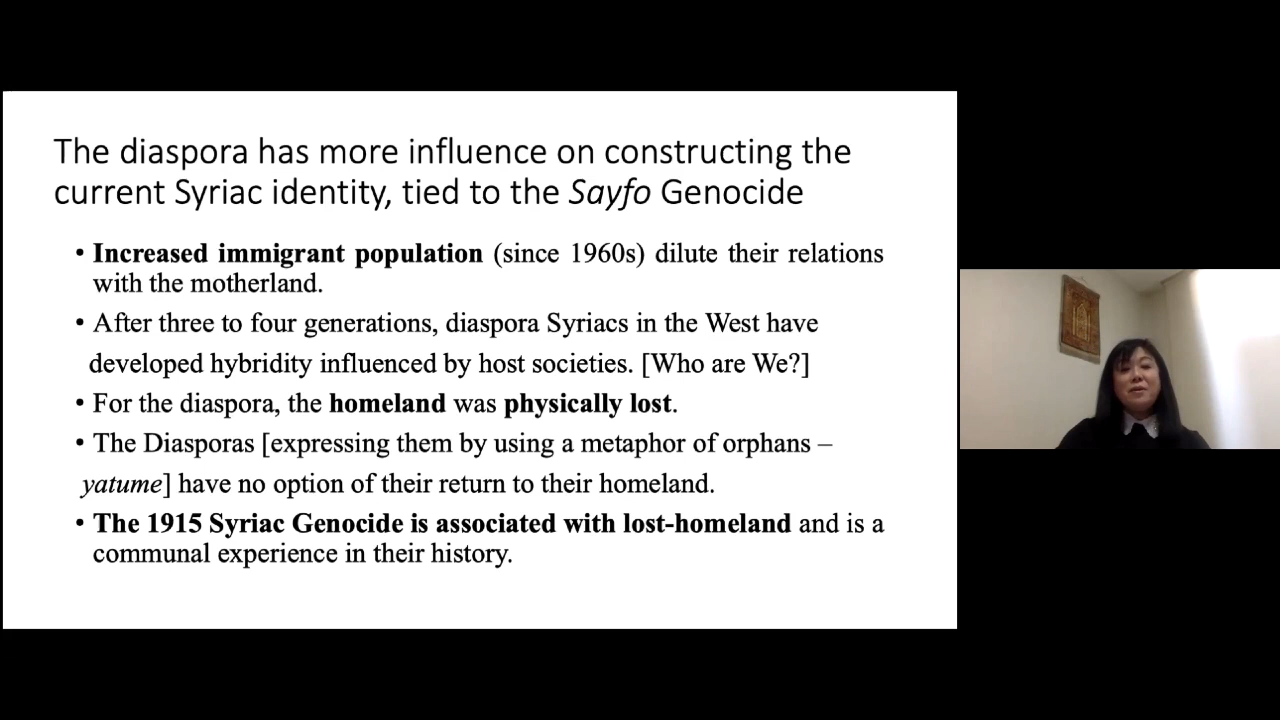 The diaspora has more influence on constructing the
current Syriac identity, tied to the Sayfo Genocide
• Increased immigrant population (since 1960s) dilute their relations
with the motherland.
• After three to four generations, diaspora Syriacs in the West have
developed hybridity influenced by host societies. [Who are We?]
• For the diaspora, the homeland was physically lost.
• The Diasporas [expressing them by using a metaphor of orphans –
yatume] have no option of their return to their homeland.
• The 1915 Syriac Genocide is associated with lost-homeland and is a
communal experience in their history.